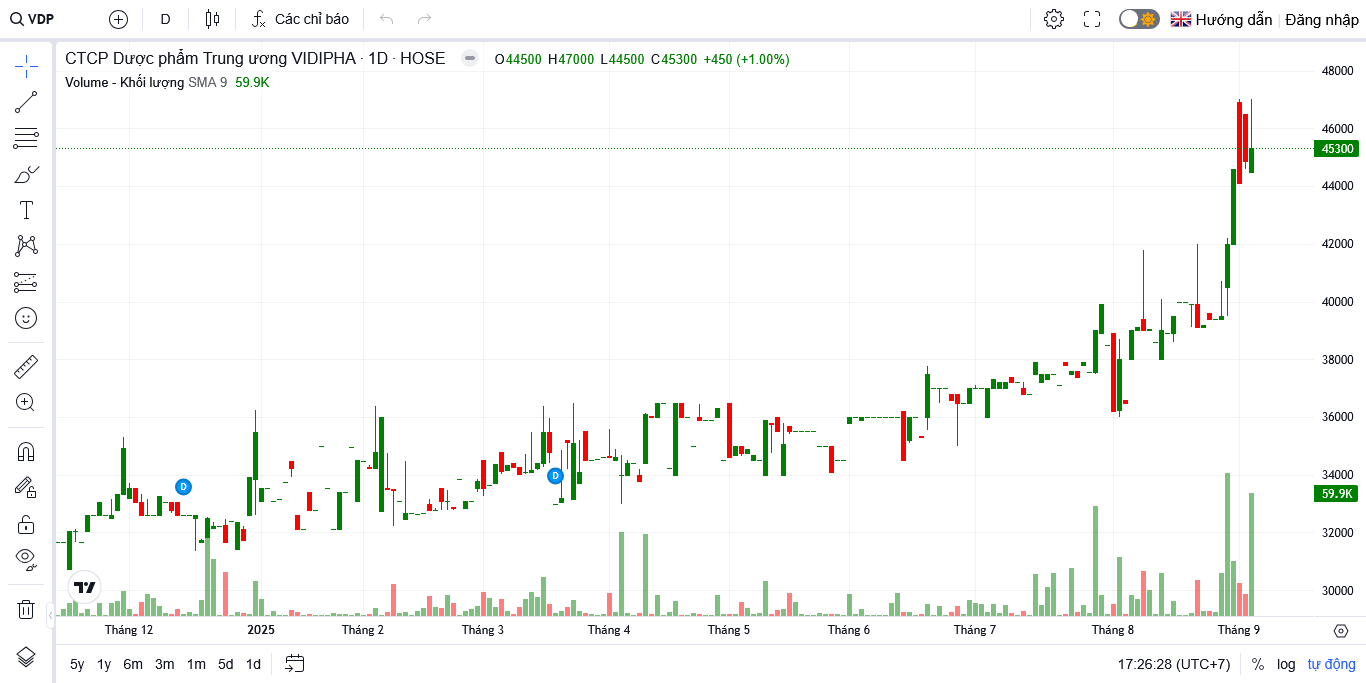 VDP D Các chỉ báo Hướng dẫn Đăng nhập
CTCP Dược phẩm Trung ương VIDIPHA · 1D · HOSE O44500 H47000 L44500 C45300 +450 (+1.00%)
Volume - Khối lượng SMA 9 59.9K
48000
46000
45300
44000
42000
40000
38000
36000
34000
59.9K
32000
30000
D
D
Tháng 12 2025 Tháng 2 Tháng 3 Tháng 4 Tháng 5 Tháng 6 Tháng 7 Tháng 8 Tháng 9
5y 1y 6m 3m 1m 5d 1d 17:26:28 (UTC+7) % log tự động